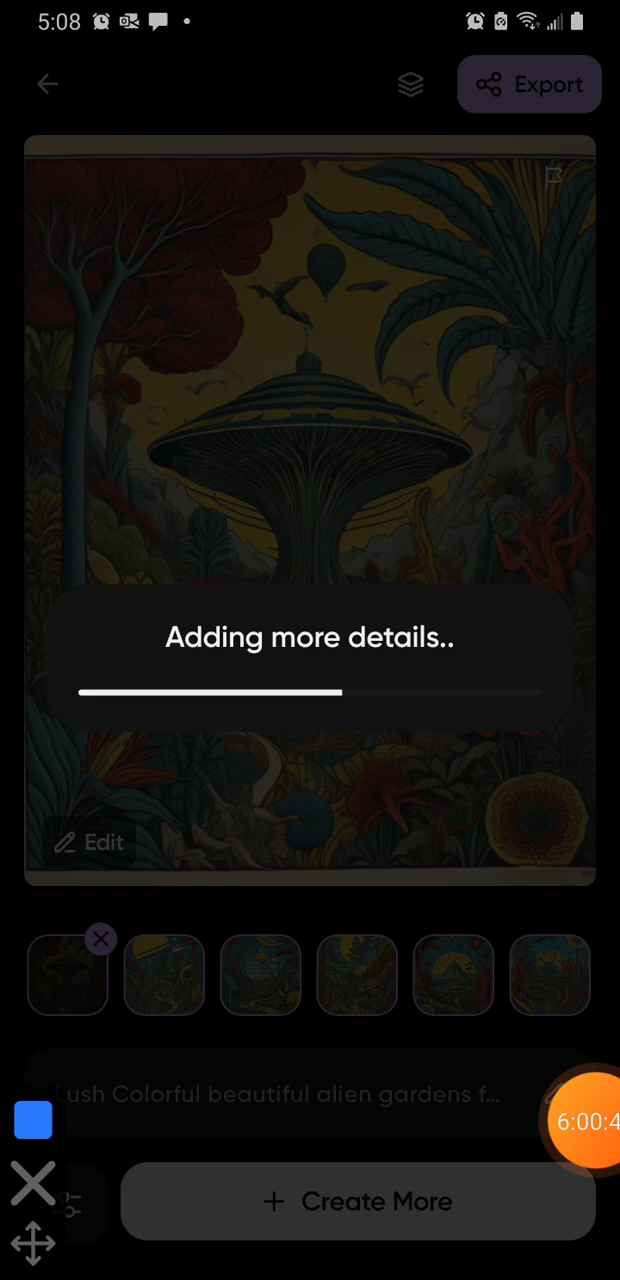 5:08
Export
Adding more details..
Edit
Lush Colorful beautiful alien gardens f...
6:00:4
+ Create More